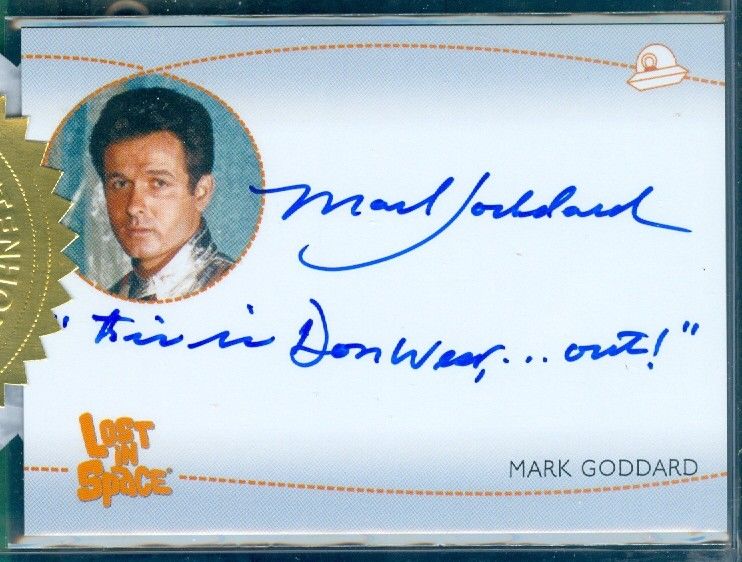 Mark Goddard
"this is Don West,... out!"
LOST
IN
SPACE®
MARK GODDARD